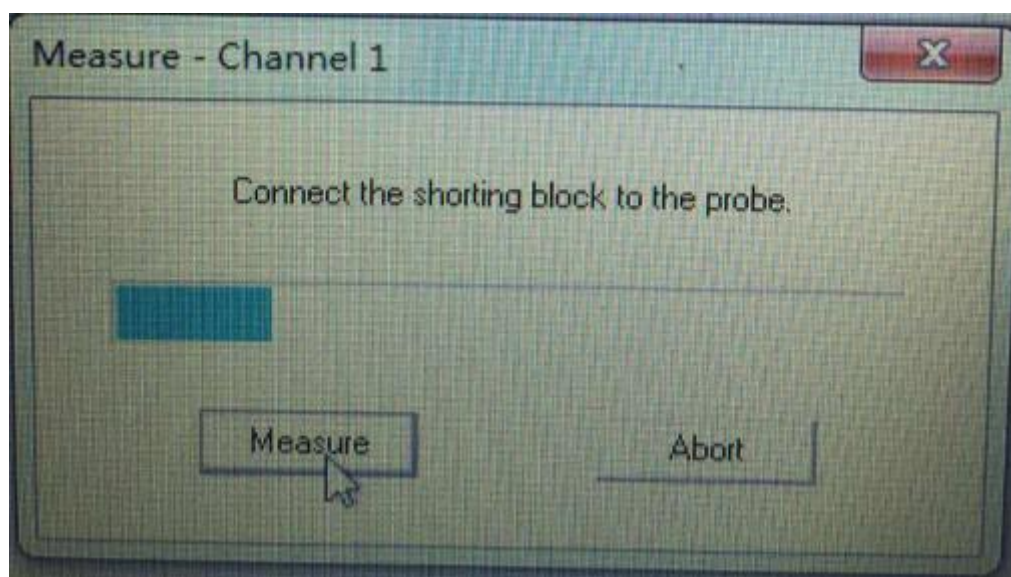 Measure - Channel 1
Connect the shorting block to the probe.
Measure
Abort